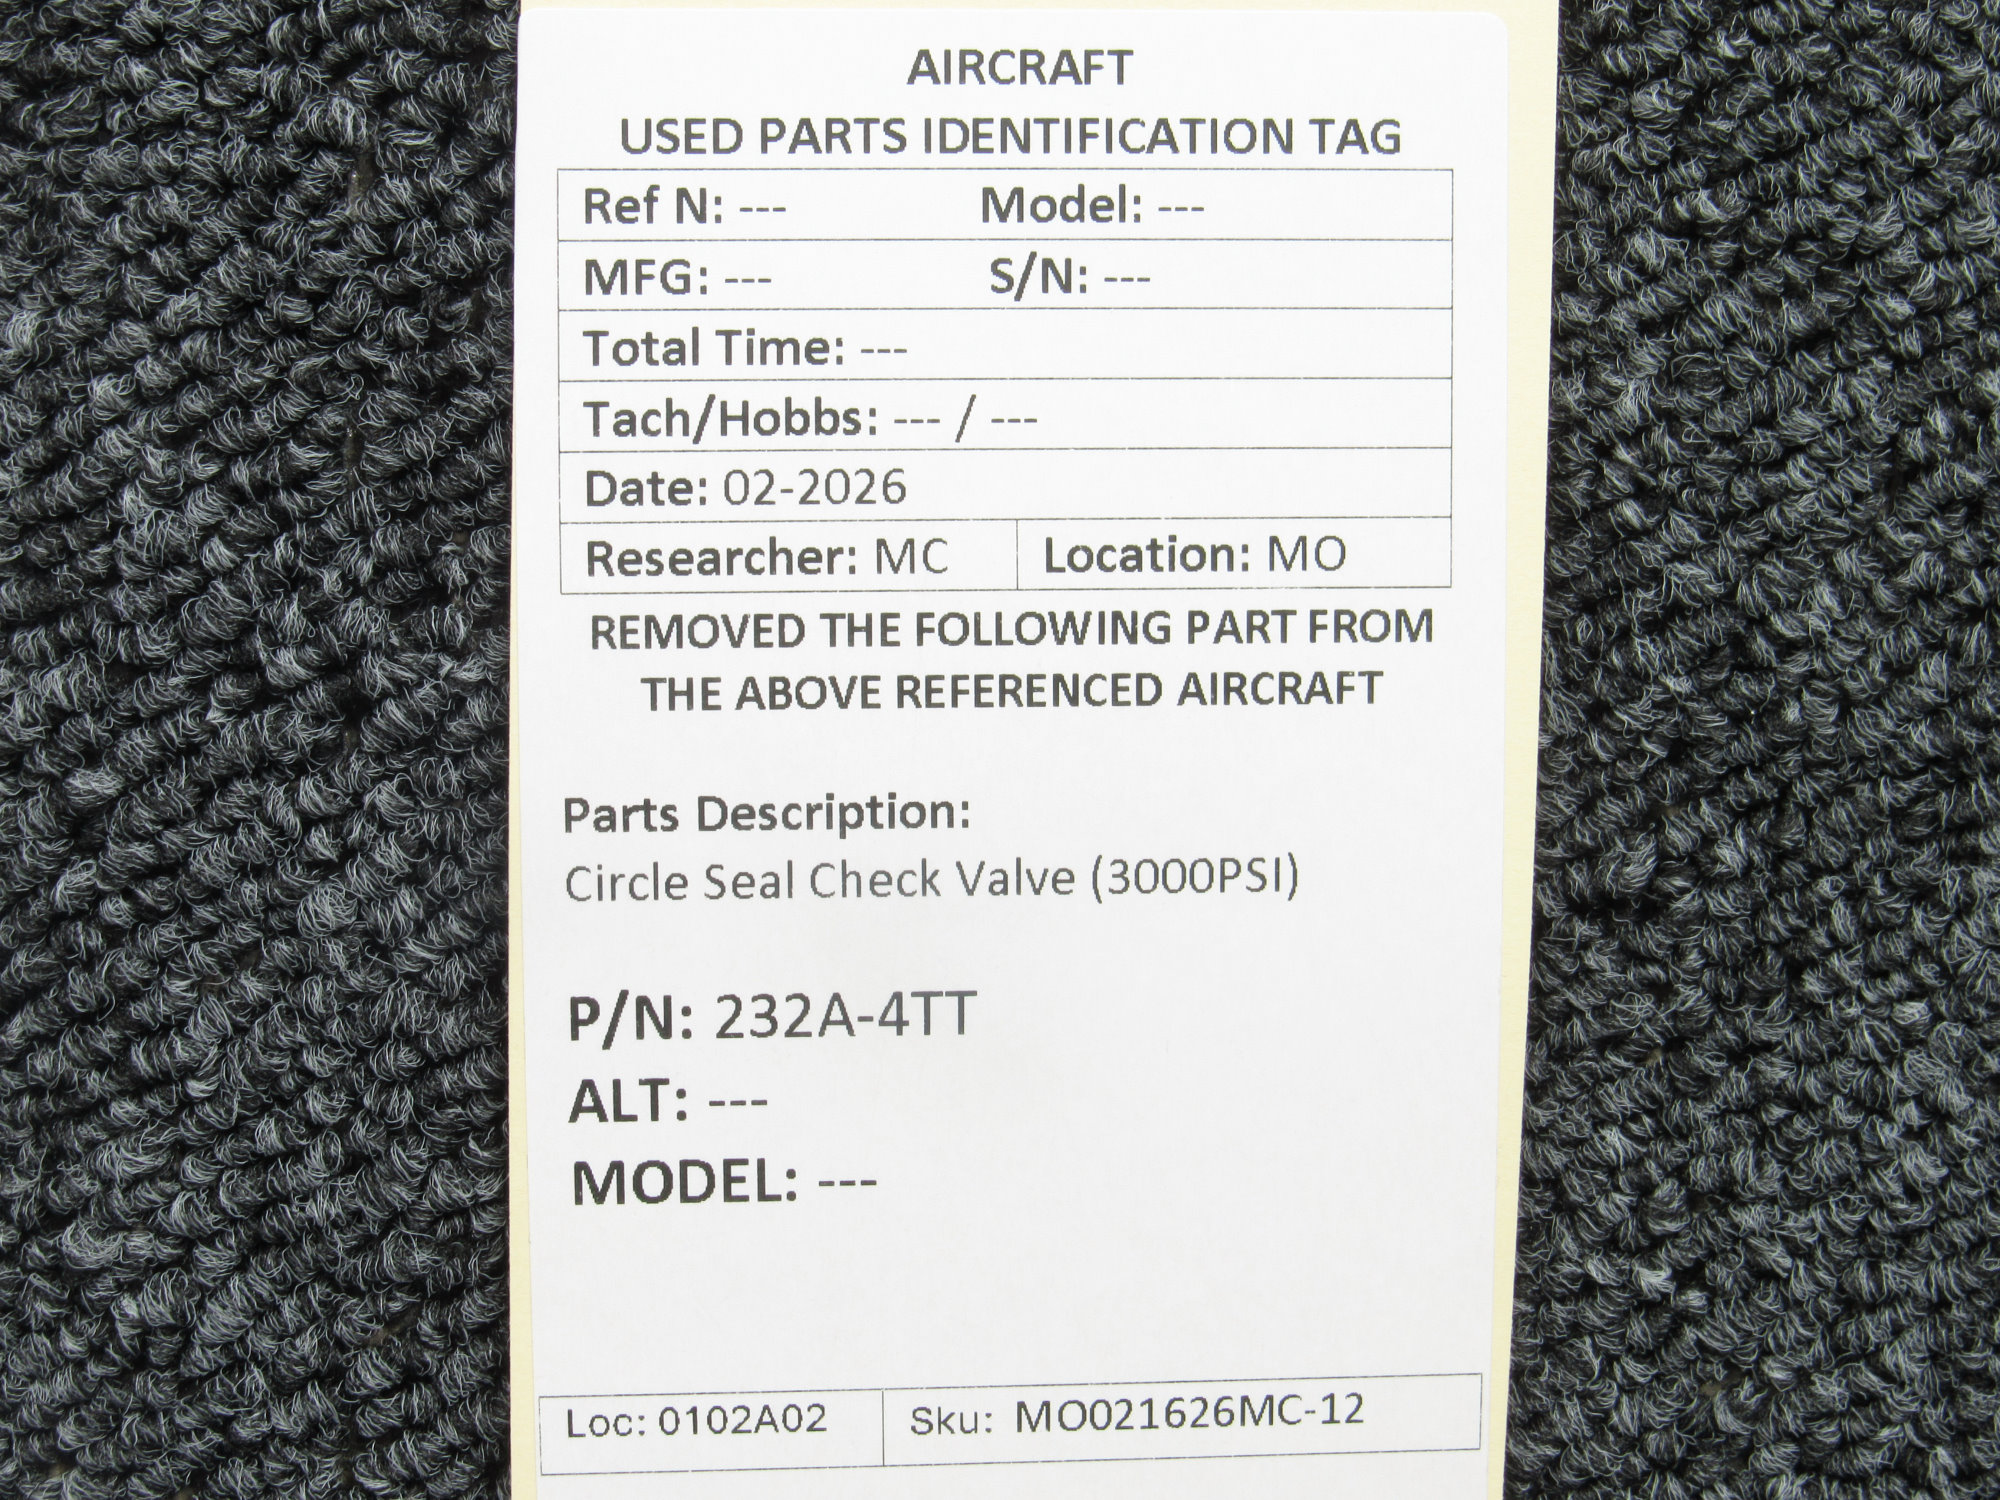 AIRCRAFT
USED PARTS IDENTIFICATION TAG
Ref N: --- Model: ---
MFG: --- S/N: ---
Total Time: ---
Tach/Hobbs: --- / ---
Date: 02-2026
Researcher: MC Location: MO
REMOVED THE FOLLOWING PART FROM
THE ABOVE REFERENCED AIRCRAFT
Parts Description:
Circle Seal Check Valve (3000PSI)
P/N: 232A-4TT
ALT: ---
MODEL: ---
Loc: 0102A02 Sku: MO021626MC-12